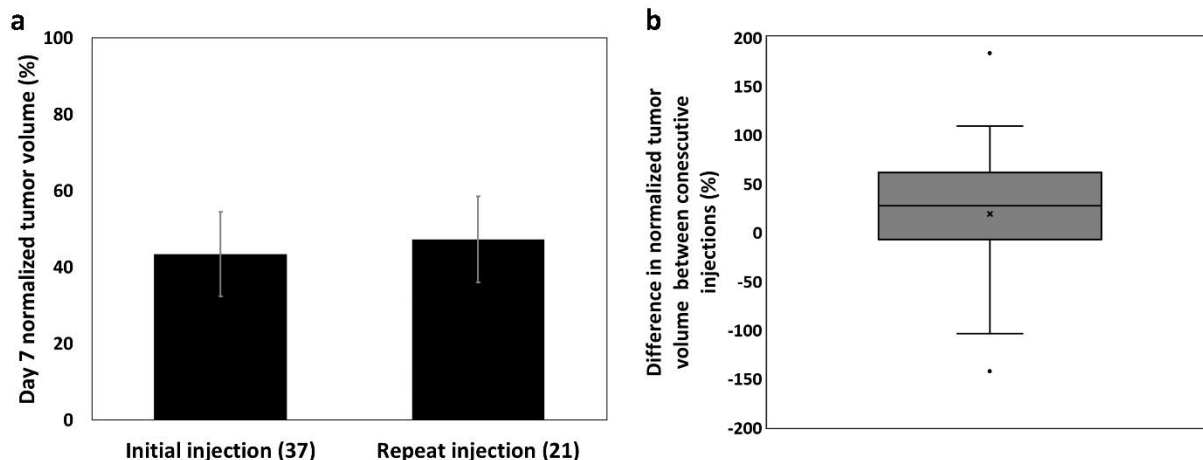 a
Day 7 normalized tumor volume (%)
100
80
60
40
20
0
Initial injection (37)
Repeat injection (21)
b
Difference in normalized tumor
volume between conescutive
injections (%)
200
150
100
50
0
-50
-100
-150
-200